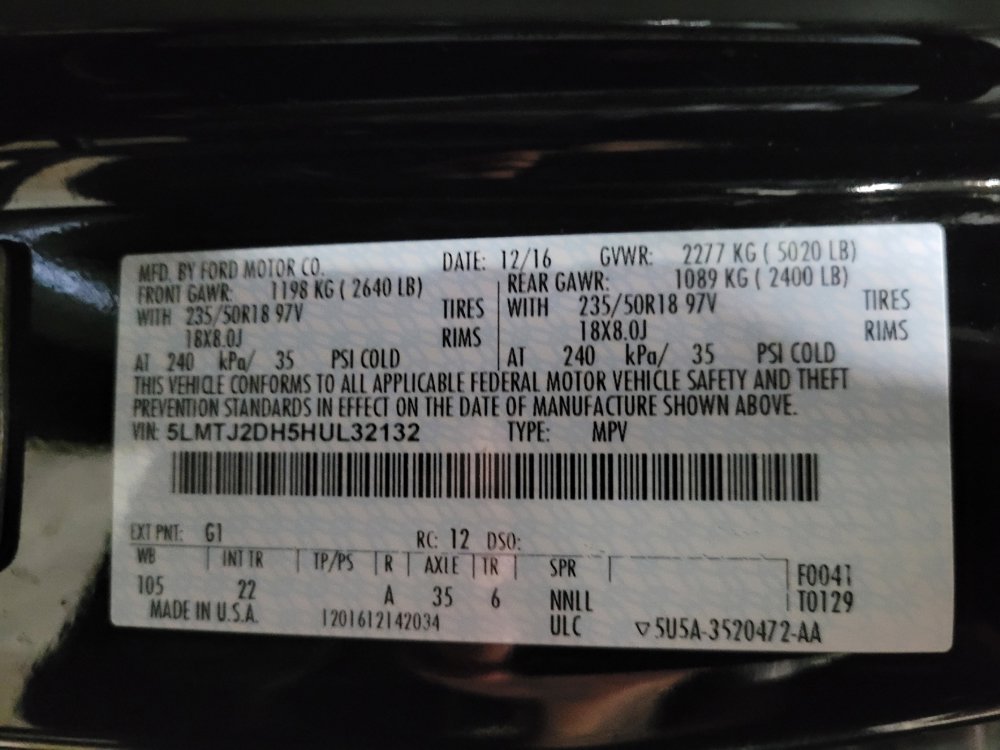 MFD. BY FORD MOTOR CO. DATE: 12/16 GVWR: 2277 KG ( 5020 LB)
FRONT GAWR: 1198 KG ( 2640 LB) REAR GAWR: 1089 KG ( 2400 LB)
WITH 235/50R18 97V TIRES WITH 235/50R18 97V TIRES
18X8.0J RIMS 18X8.0J RIMS
AT 240 kPa/ 35 PSI COLD AT 240 kPa/ 35 PSI COLD
THIS VEHICLE CONFORMS TO ALL APPLICABLE FEDERAL MOTOR VEHICLE SAFETY AND THEFT
PREVENTION STANDARDS IN EFFECT ON THE DATE OF MANUFACTURE SHOWN ABOVE.
VIN: 5LMTJ2DH5HUL32132 TYPE: MPV
EXT PNT: G1 RC: 12 DSO:
WB INT TR TP/PS R AXLE TR SPR F0041
105 22 A 35 6 NNLL T0129
MADE IN U.S.A. 1201612142034 ULC ▽5U5A-3520472-AA